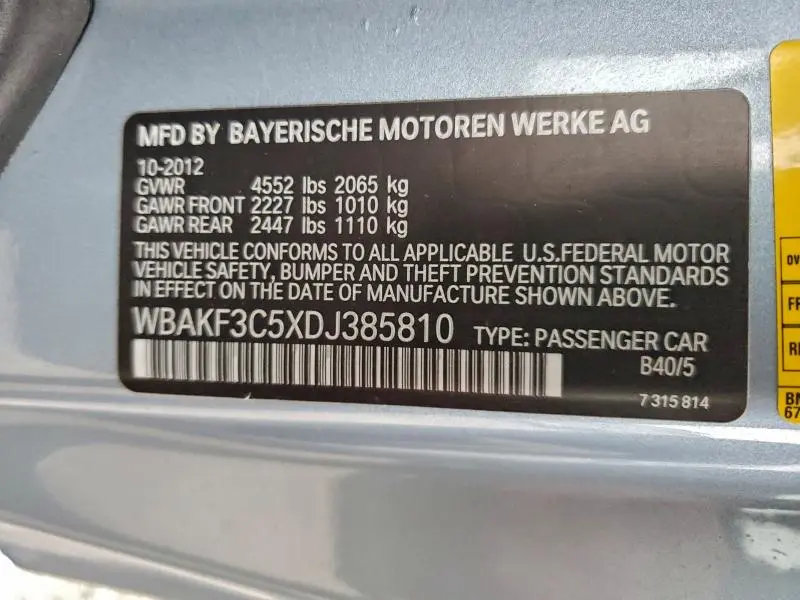 MFD BY BAYERISCHE MOTOREN WERKE AG
10-2012
GVWR 4552 lbs 2065 kg
GAWR FRONT 2227 lbs 1010 kg
GAWR REAR 2447 lbs 1110 kg
THIS VEHICLE CONFORMS TO ALL APPLICABLE U.S.FEDERAL MOTOR
VEHICLE SAFETY, BUMPER AND THEFT PREVENTION STANDARDS
IN EFFECT ON THE DATE OF MANUFACTURE SHOWN ABOVE.
WBAKF3C5XDJ385810 TYPE: PASSENGER CAR
B40/5
7 315 814